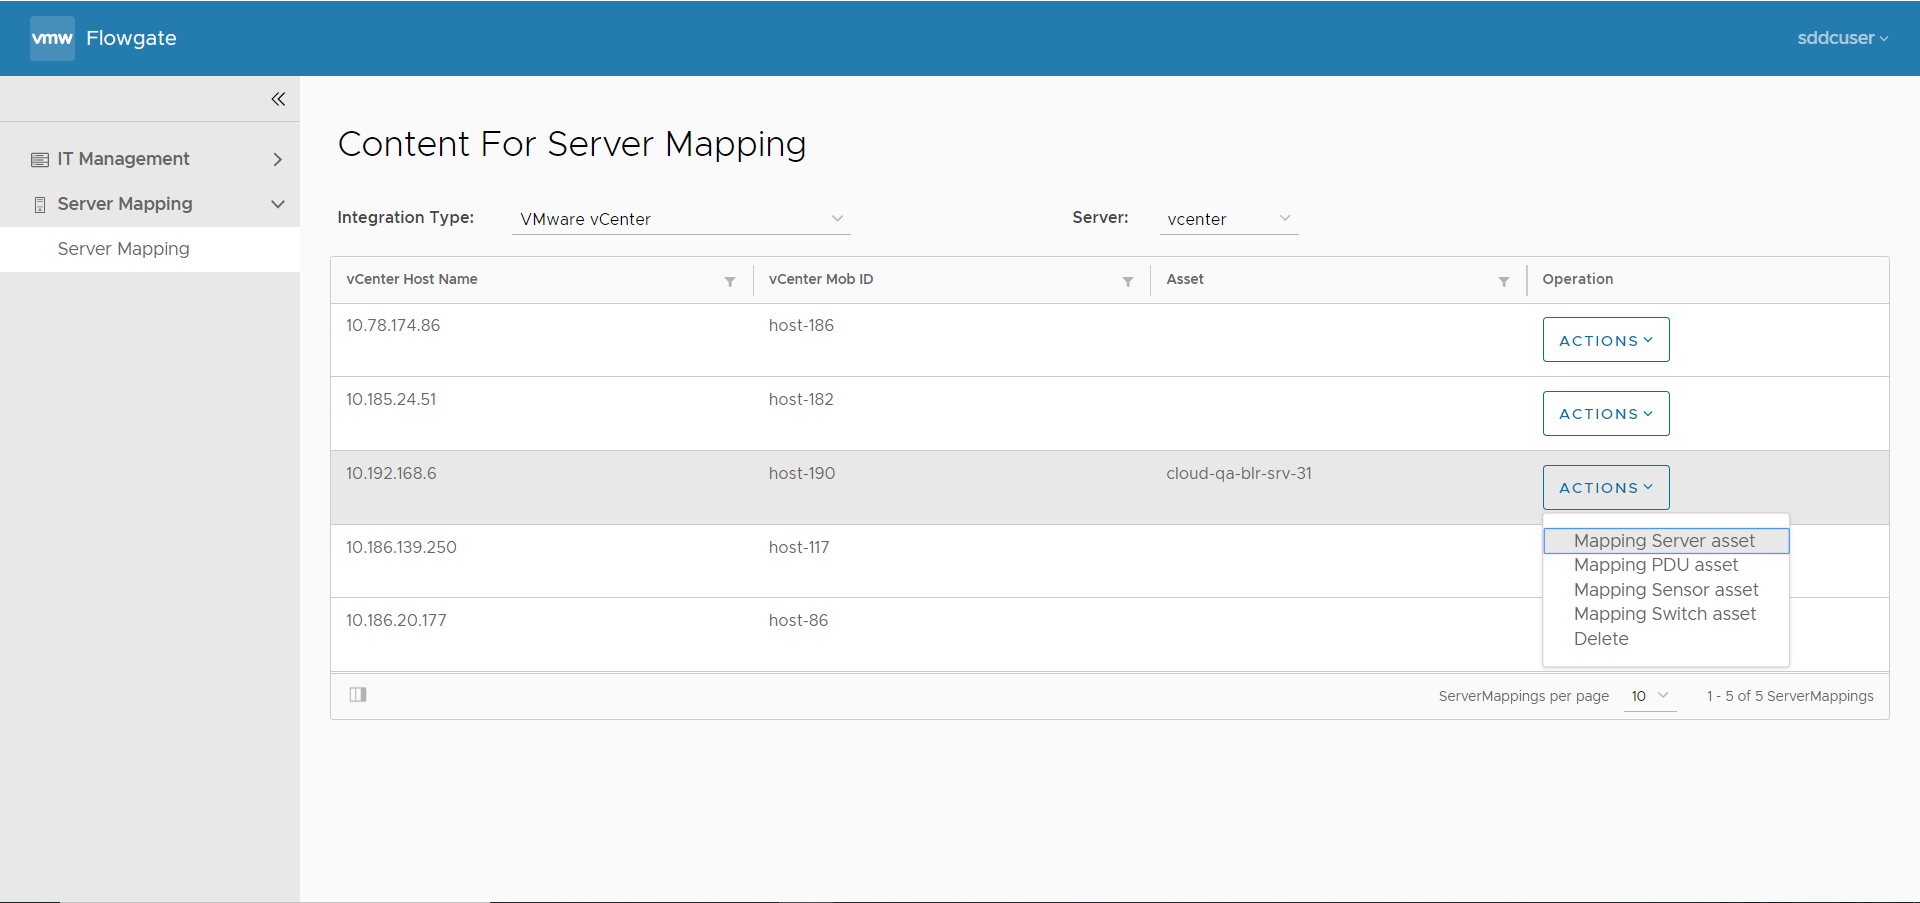 vmw Flowgate
sddcuser
IT Management
Server Mapping
Server Mapping
Content For Server Mapping
Integration Type: VMware vCenter Server: vcenter
vCenter Host Name vCenter Mob ID Asset Operation
10.78.174.86 host-186 ACTIONS
10.185.24.51 host-182 ACTIONS
10.192.168.6 host-190 cloud-qa-blr-srv-31 ACTIONS
Mapping Server asset
Mapping PDU asset
Mapping Sensor asset
Mapping Switch asset
Delete
10.186.139.250 host-117
10.186.20.177 host-86
ServerMappings per page 10 1 - 5 of 5 ServerMappings